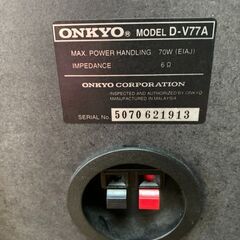 ONKYO® MODEL D-V77A
MAX. POWER HANDLING 70W (EIAJ)
IMPEDANCE 6 Ω
ONKYO CORPORATION
INSPECTED AND AUTHORIZED BY ONKYO
MANUFACTURED IN MALAYSIA
SERIAL No. 5070621913